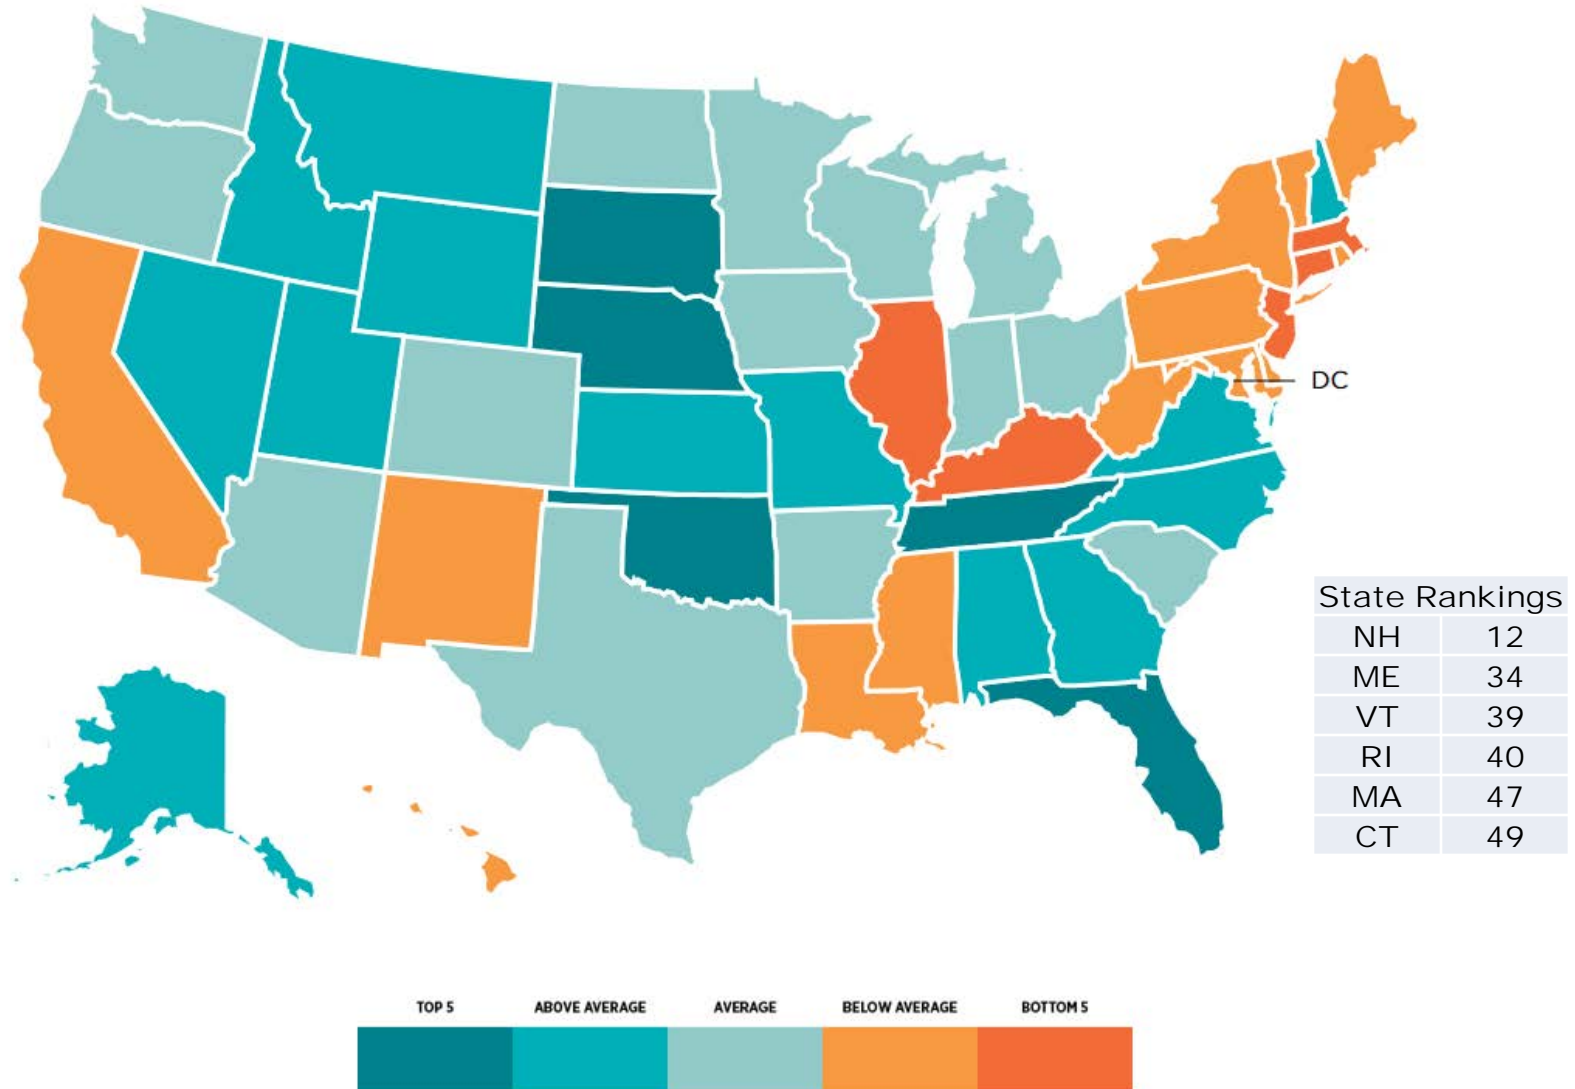 DC
State Rankings
NH 12
ME 34
VT 39
RI 40
MA 47
CT 49
TOP 5 ABOVE AVERAGE AVERAGE BELOW AVERAGE BOTTOM 5